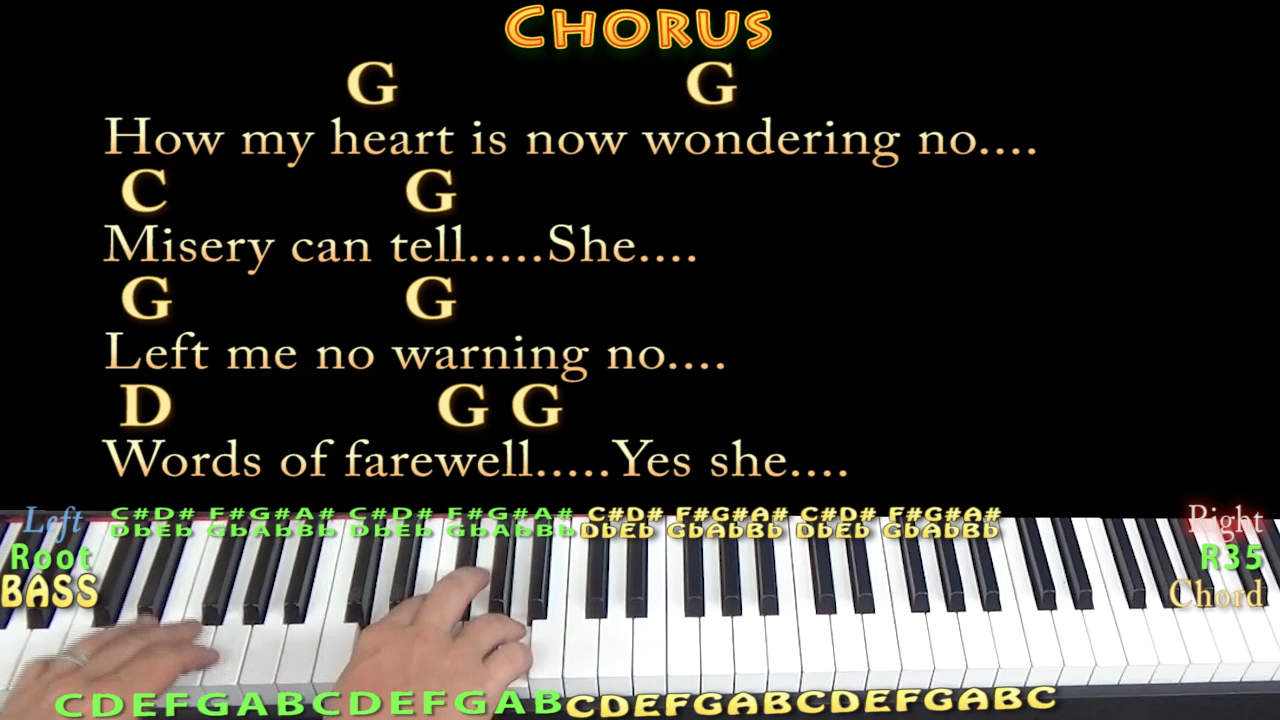 CHORUS
G G
How my heart is now wondering no....
C G
Misery can tell.....She....
G G
Left me no warning no....
D G G
Words of farewell.....Yes she....
Left C#D# F#G#A# C#D# F#G#A# C#D# F#G#A# C#D# F#G#A# Right
DbEb GbAbBb DbEb GbAbBb DbEb GbAbBb DbEb GbAbBb
Root R35
BASS Chord
CDEFGABCDEFGABCDEFGABCDEFGABC